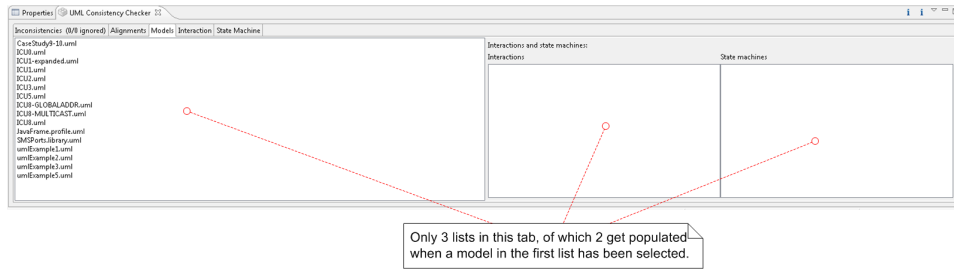 Properties UML Consistency Checker
Inconsistencies (0/0 ignored) Alignments Models Interaction State Machine
CaseStudy9-10.uml
ICU0.uml
ICU1-expanded.uml
ICU1.uml
ICU2.uml
ICU3.uml
ICU5.uml
ICU8-GLOBALADDR.uml
ICU8-MULTICAST.uml
ICU8.uml
JavaFrame.profile.uml
SMSPorts.library.uml
umlExample1.uml
umlExample2.uml
umlExample3.uml
umlExample5.uml
Interactions and state machines:
Interactions State machines
Only 3 lists in this tab, of which 2 get populated
when a model in the first list has been selected.